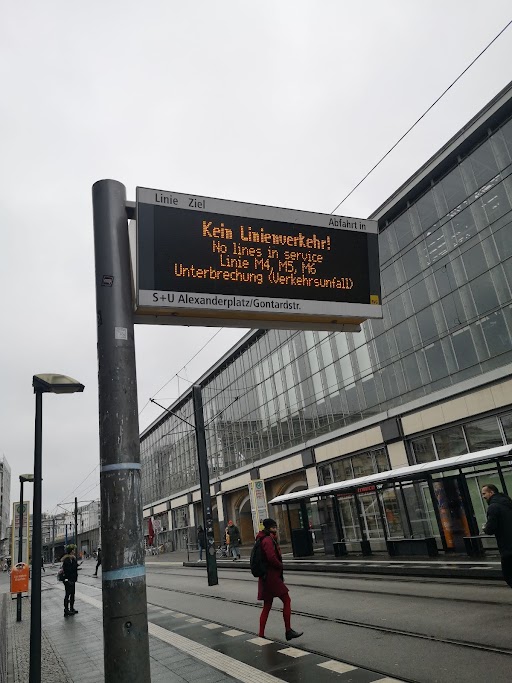 Linie Ziel Abfahrt in
Kein Linienverkehr!
No lines in service
Linie M4, M5, M6
Unterbrechung (Verkehrsunfall)
S+U Alexanderplatz/Gontardstr.